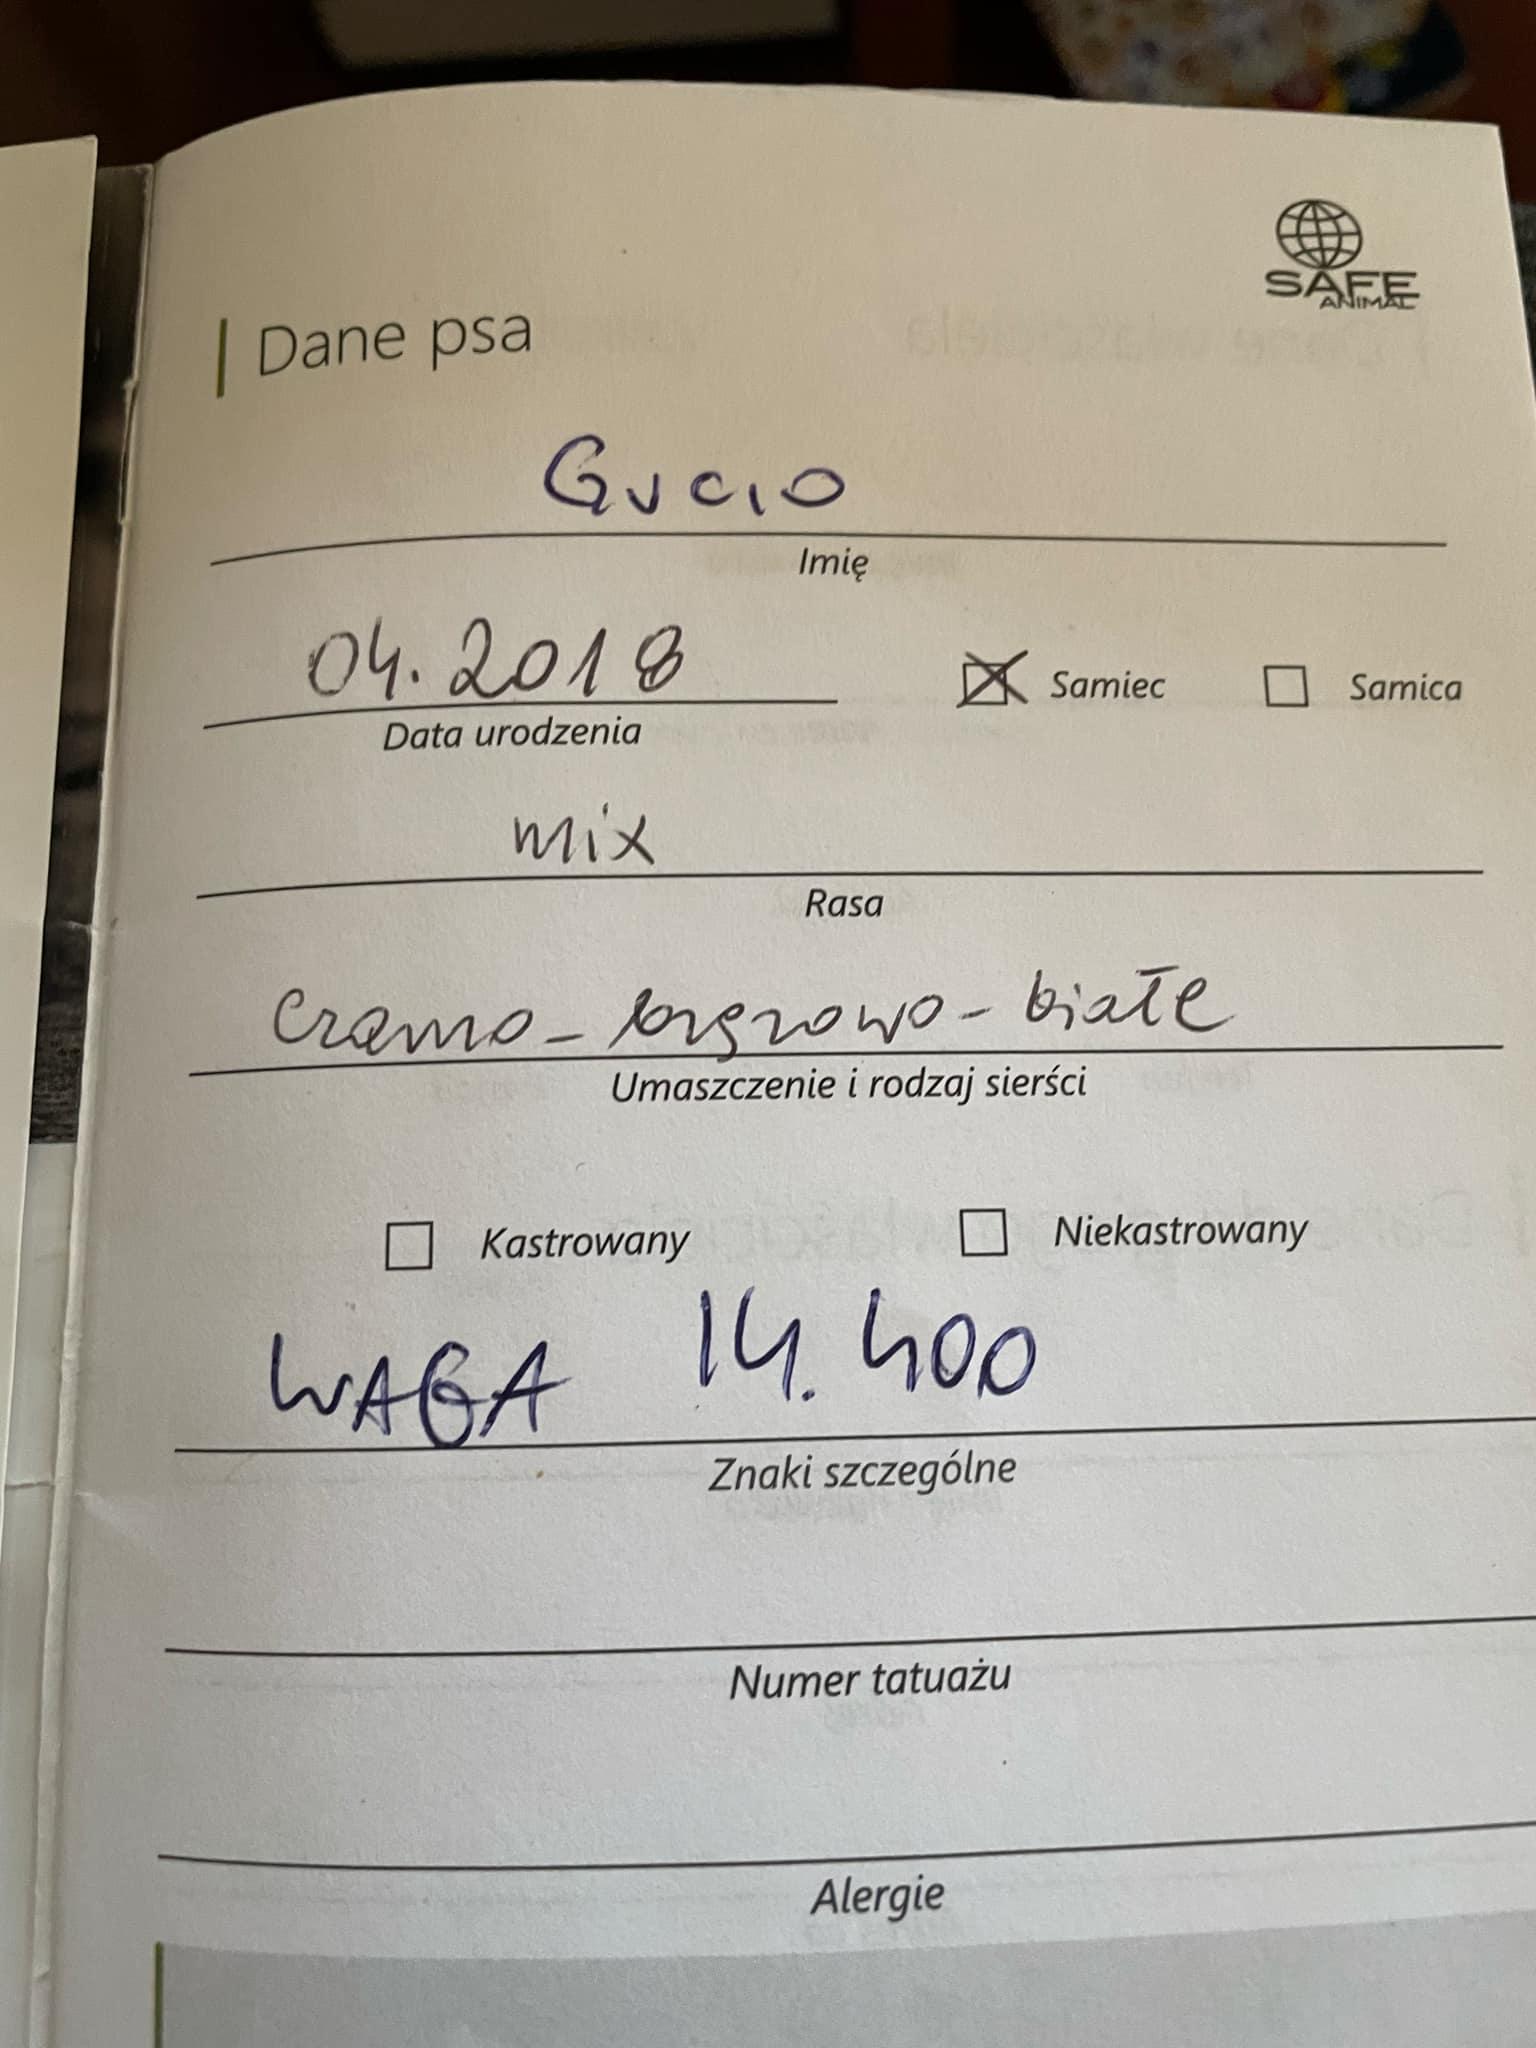 SAFE
ANIMAL
Dane psa
Gucio
Imię
04.2018 ☒ Samiec ☐ Samica
Data urodzenia
mix
Rasa
czarno-brązowo-białe
Umaszczenie i rodzaj sierści
☐ Kastrowany ☐ Niekastrowany
WAGA 14.400
Znaki szczególne
Numer tatuażu
Alergie